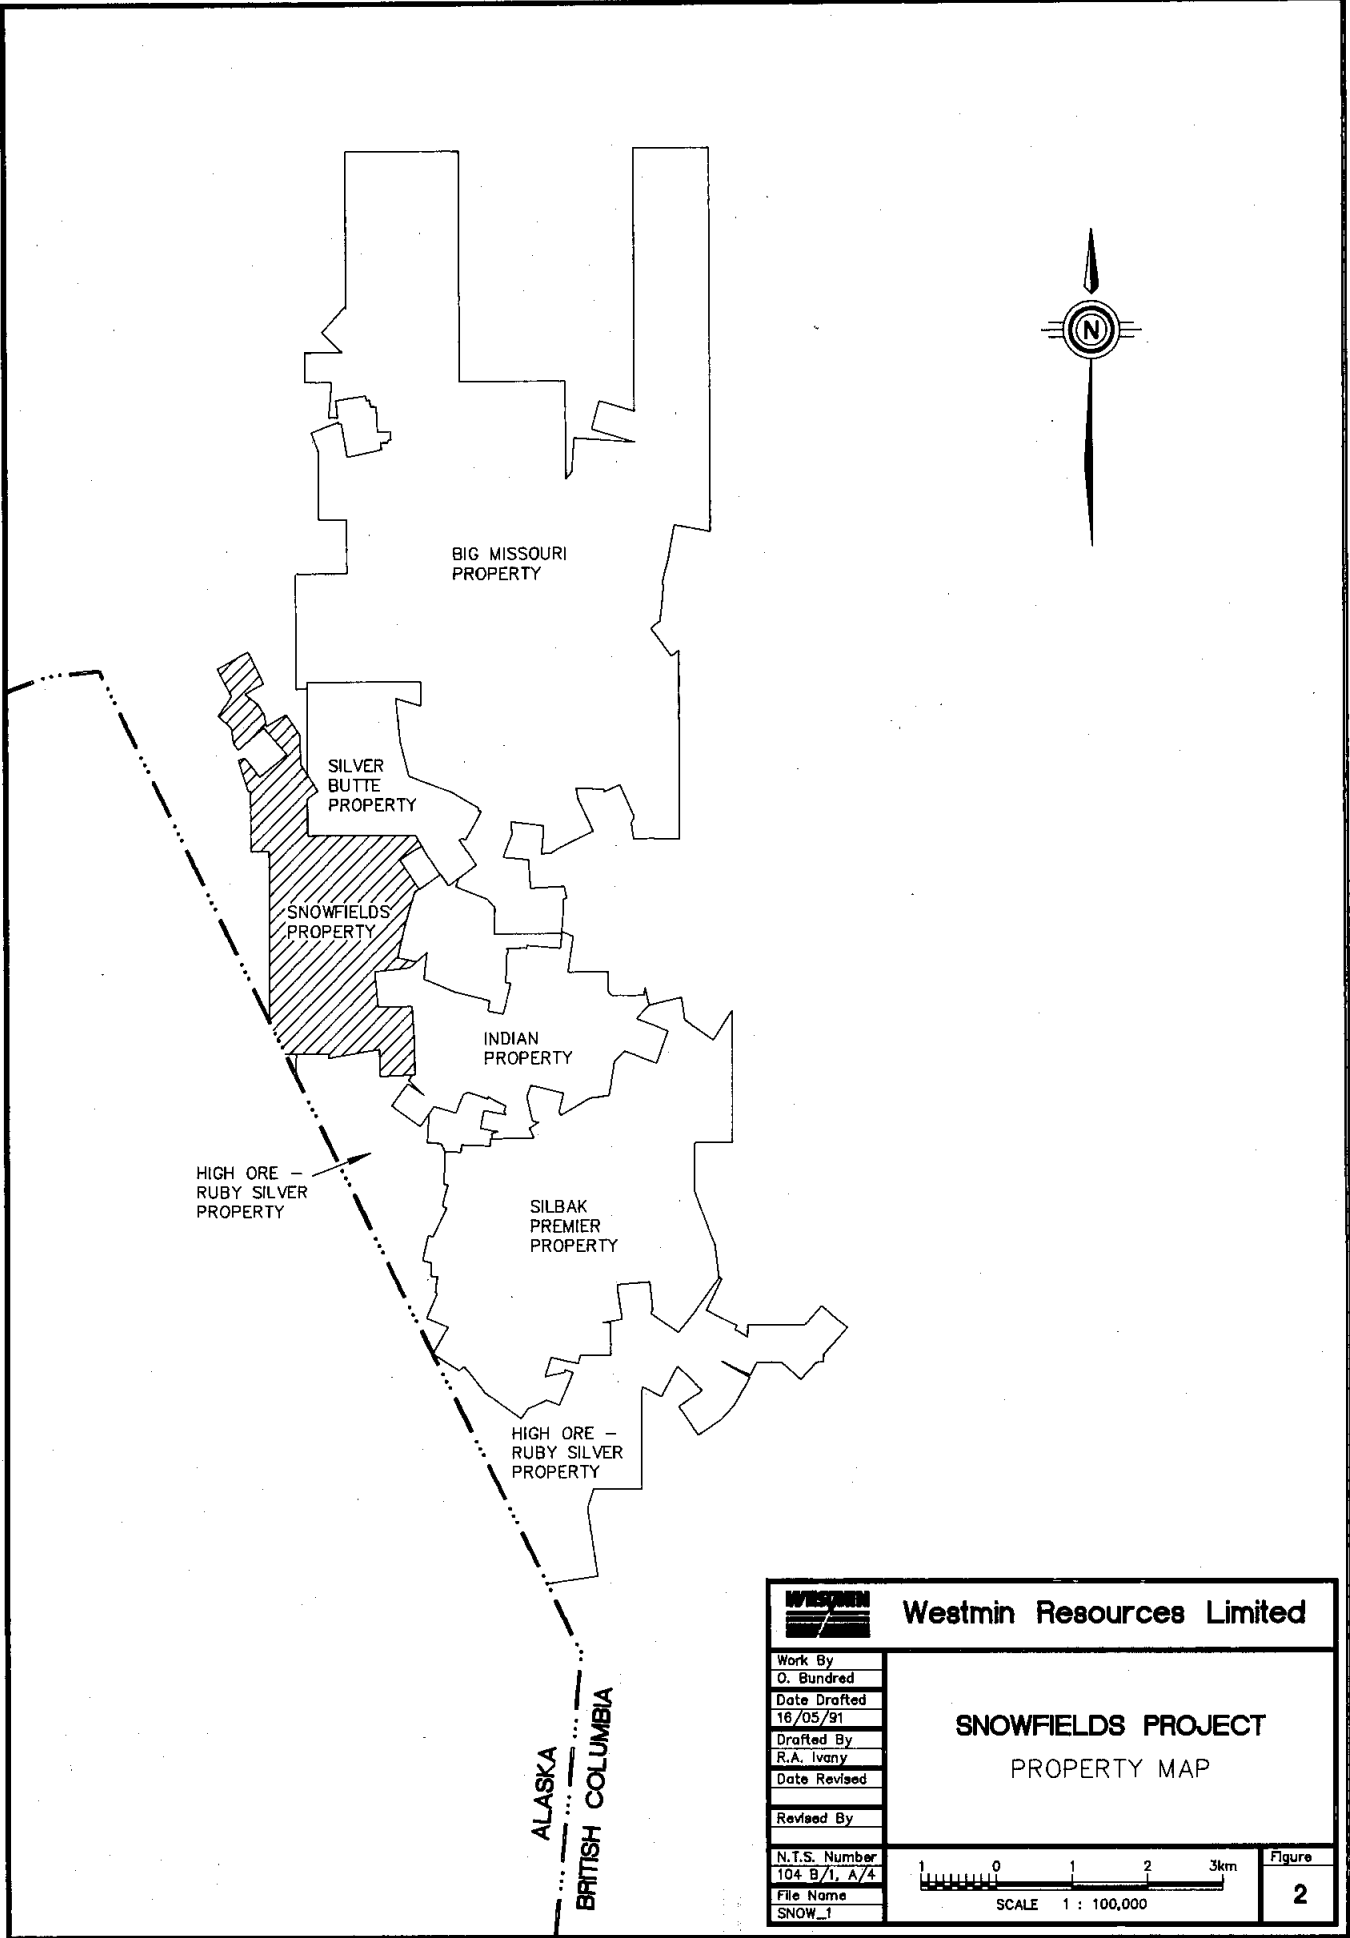 N
BIG MISSOURI
PROPERTY
SILVER
BUTTE
PROPERTY
SNOWFIELDS
PROPERTY
INDIAN
PROPERTY
HIGH ORE –
RUBY SILVER
PROPERTY
SILBAK
PREMIER
PROPERTY
HIGH ORE –
RUBY SILVER
PROPERTY
ALASKA
BRITISH COLUMBIA
WESTMIN
Westmin Resources Limited
Work By
O. Bundred
Date Drafted
16/05/91
Drafted By
R.A. Ivany
Date Revised
Revised By
N.T.S. Number
104 B/1, A/4
File Name
SNOW_1
SNOWFIELDS PROJECT
PROPERTY MAP
1 0 1 2 3km
SCALE 1 : 100,000
Figure
2